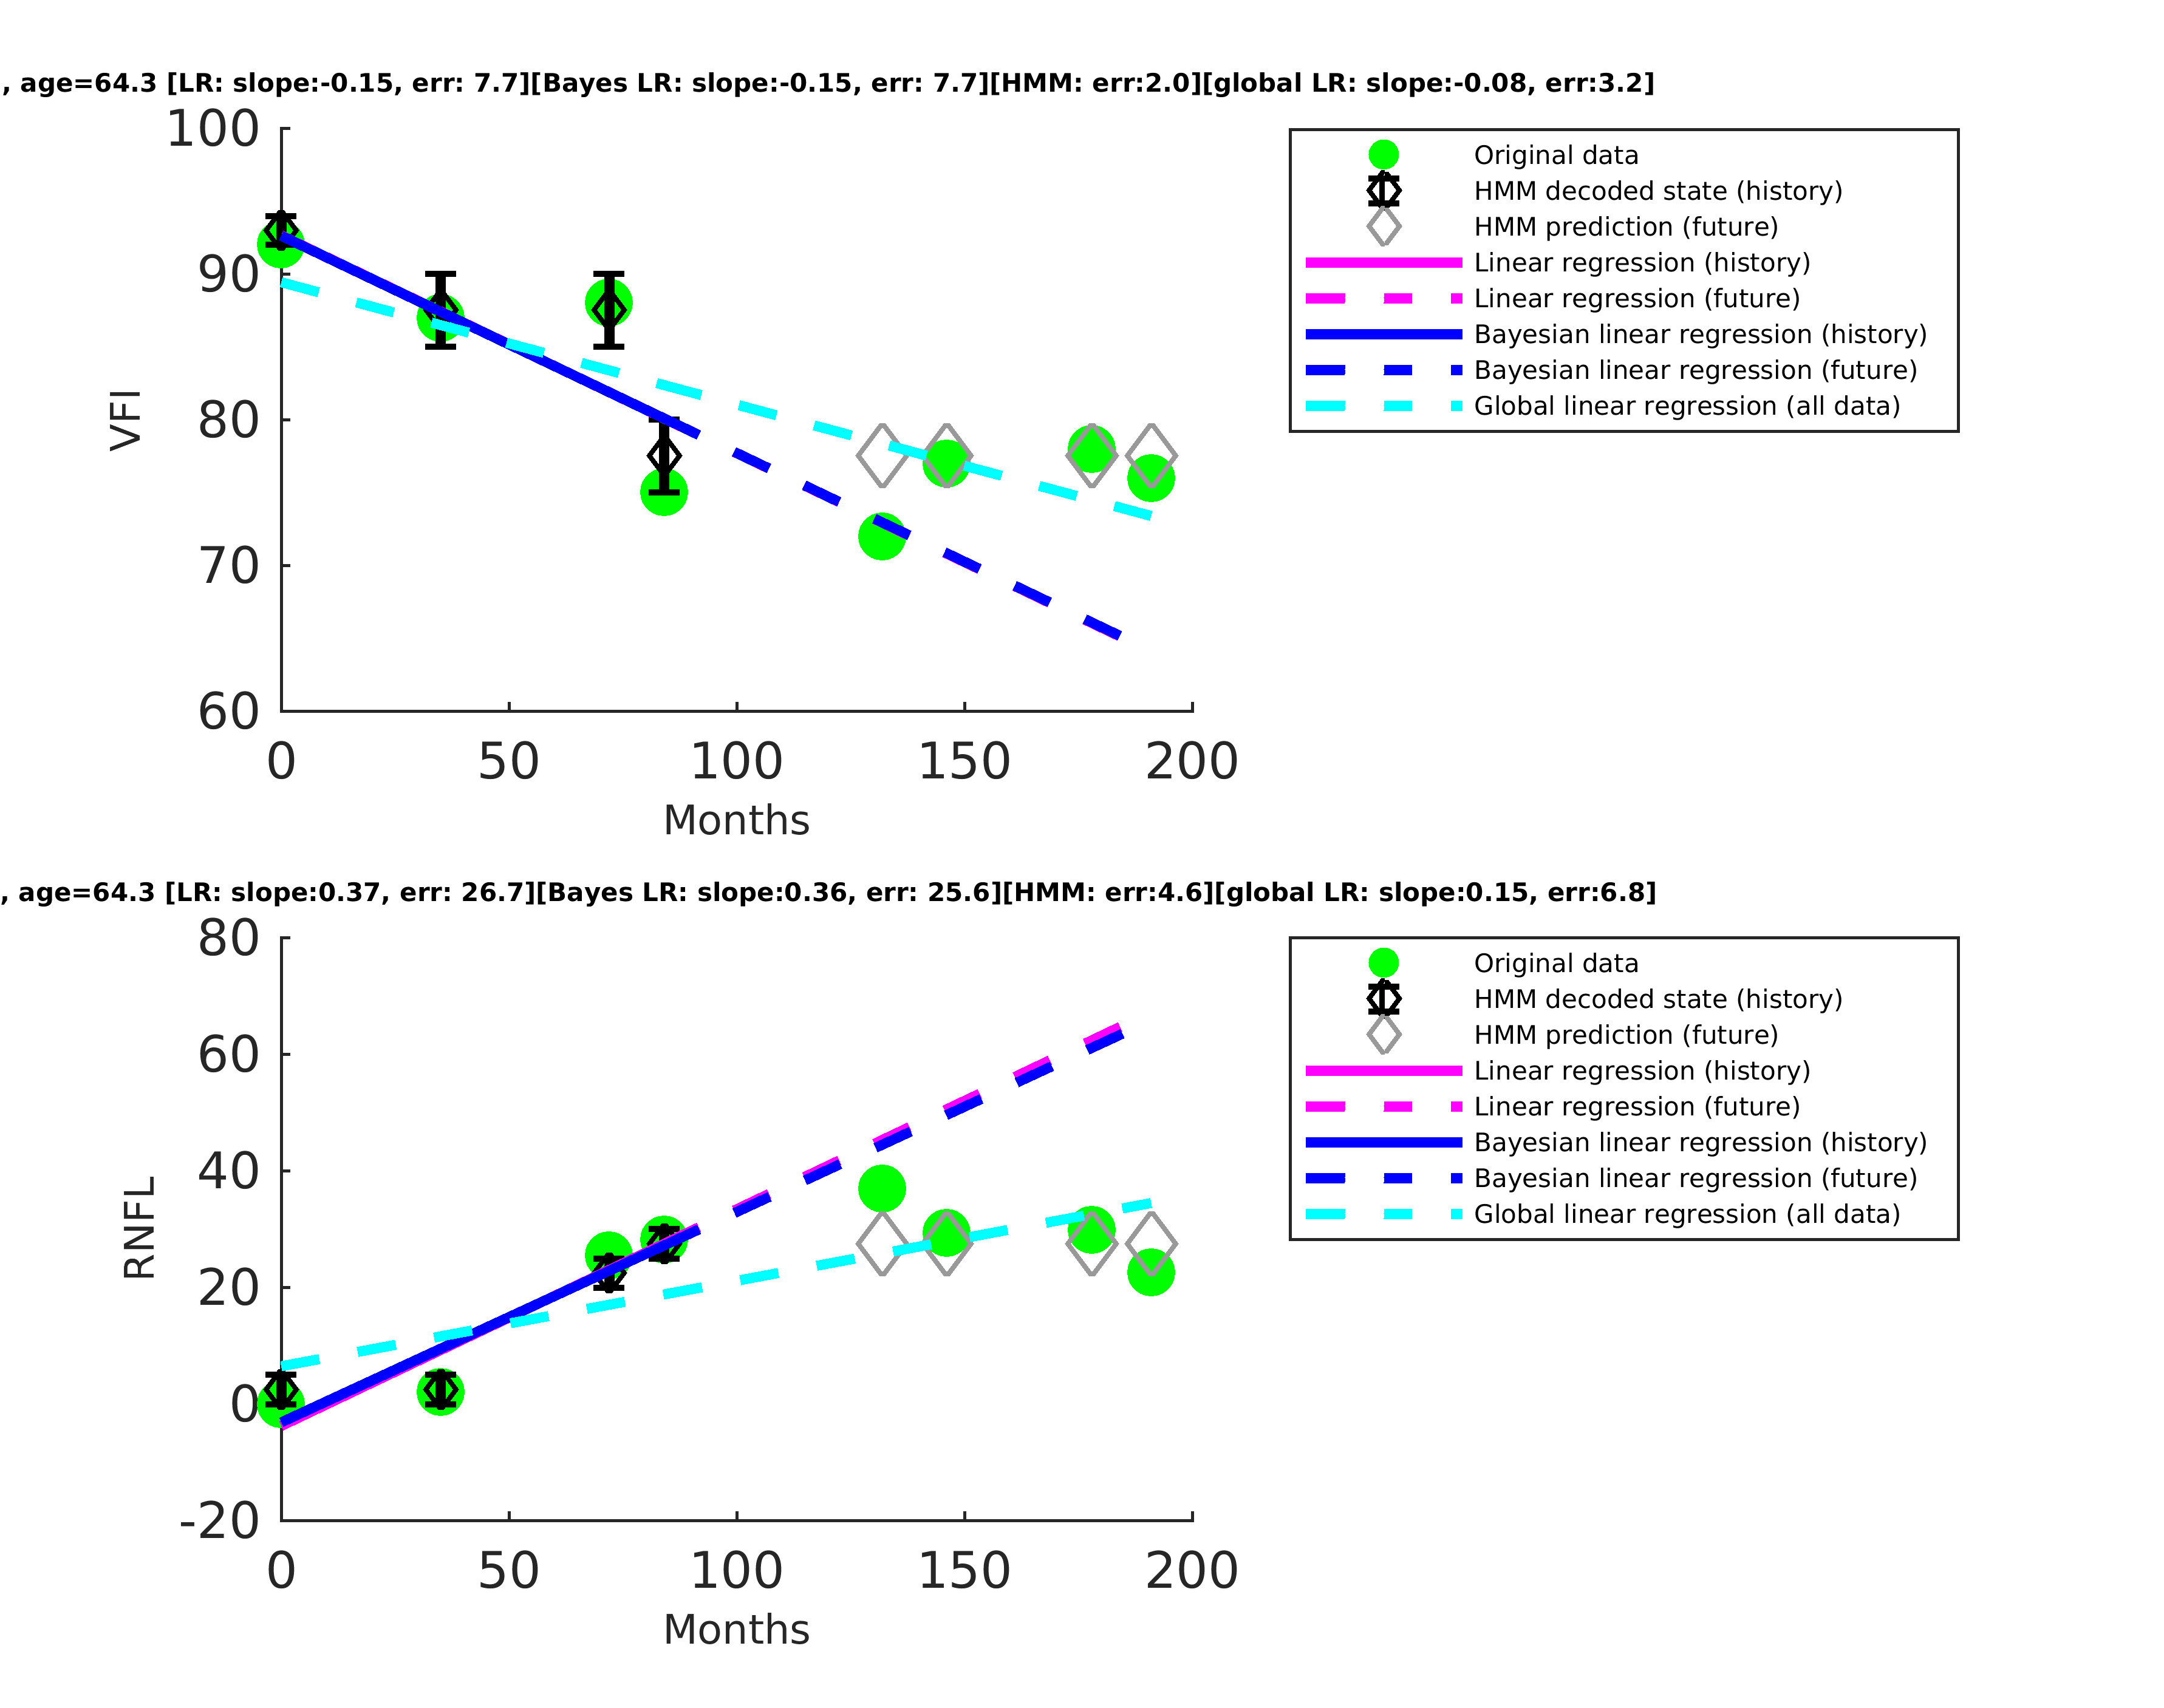 , age=64.3 [LR: slope:-0.15, err: 7.7][Bayes LR: slope:-0.15, err: 7.7][HMM: err:2.0][global LR: slope:-0.08, err:3.2]
100
90
80
70
60
VFI
0 50 100 150 200
Months
Original data
HMM decoded state (history)
HMM prediction (future)
Linear regression (history)
Linear regression (future)
Bayesian linear regression (history)
Bayesian linear regression (future)
Global linear regression (all data)
, age=64.3 [LR: slope:0.37, err: 26.7][Bayes LR: slope:0.36, err: 25.6][HMM: err:4.6][global LR: slope:0.15, err:6.8]
80
60
40
20
0
-20
RNFL
0 50 100 150 200
Months
Original data
HMM decoded state (history)
HMM prediction (future)
Linear regression (history)
Linear regression (future)
Bayesian linear regression (history)
Bayesian linear regression (future)
Global linear regression (all data)